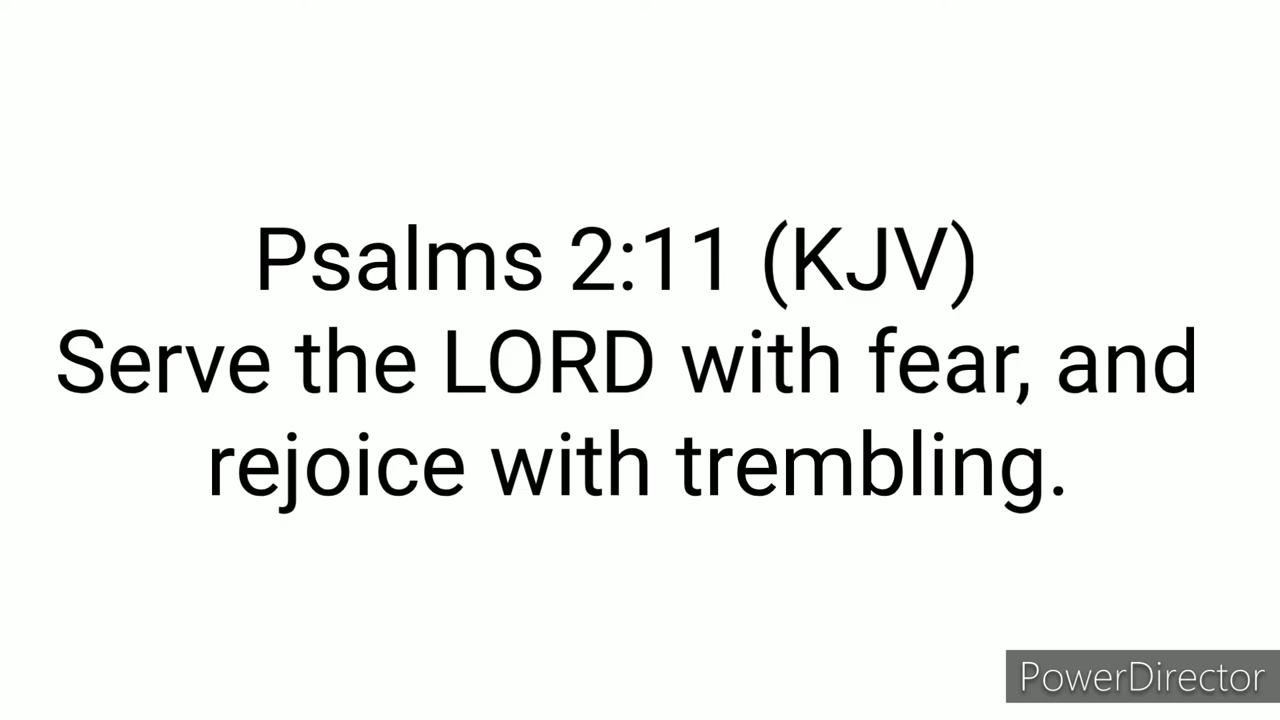 Psalms 2:11 (KJV)
Serve the LORD with fear, and
rejoice with trembling.
PowerDirector